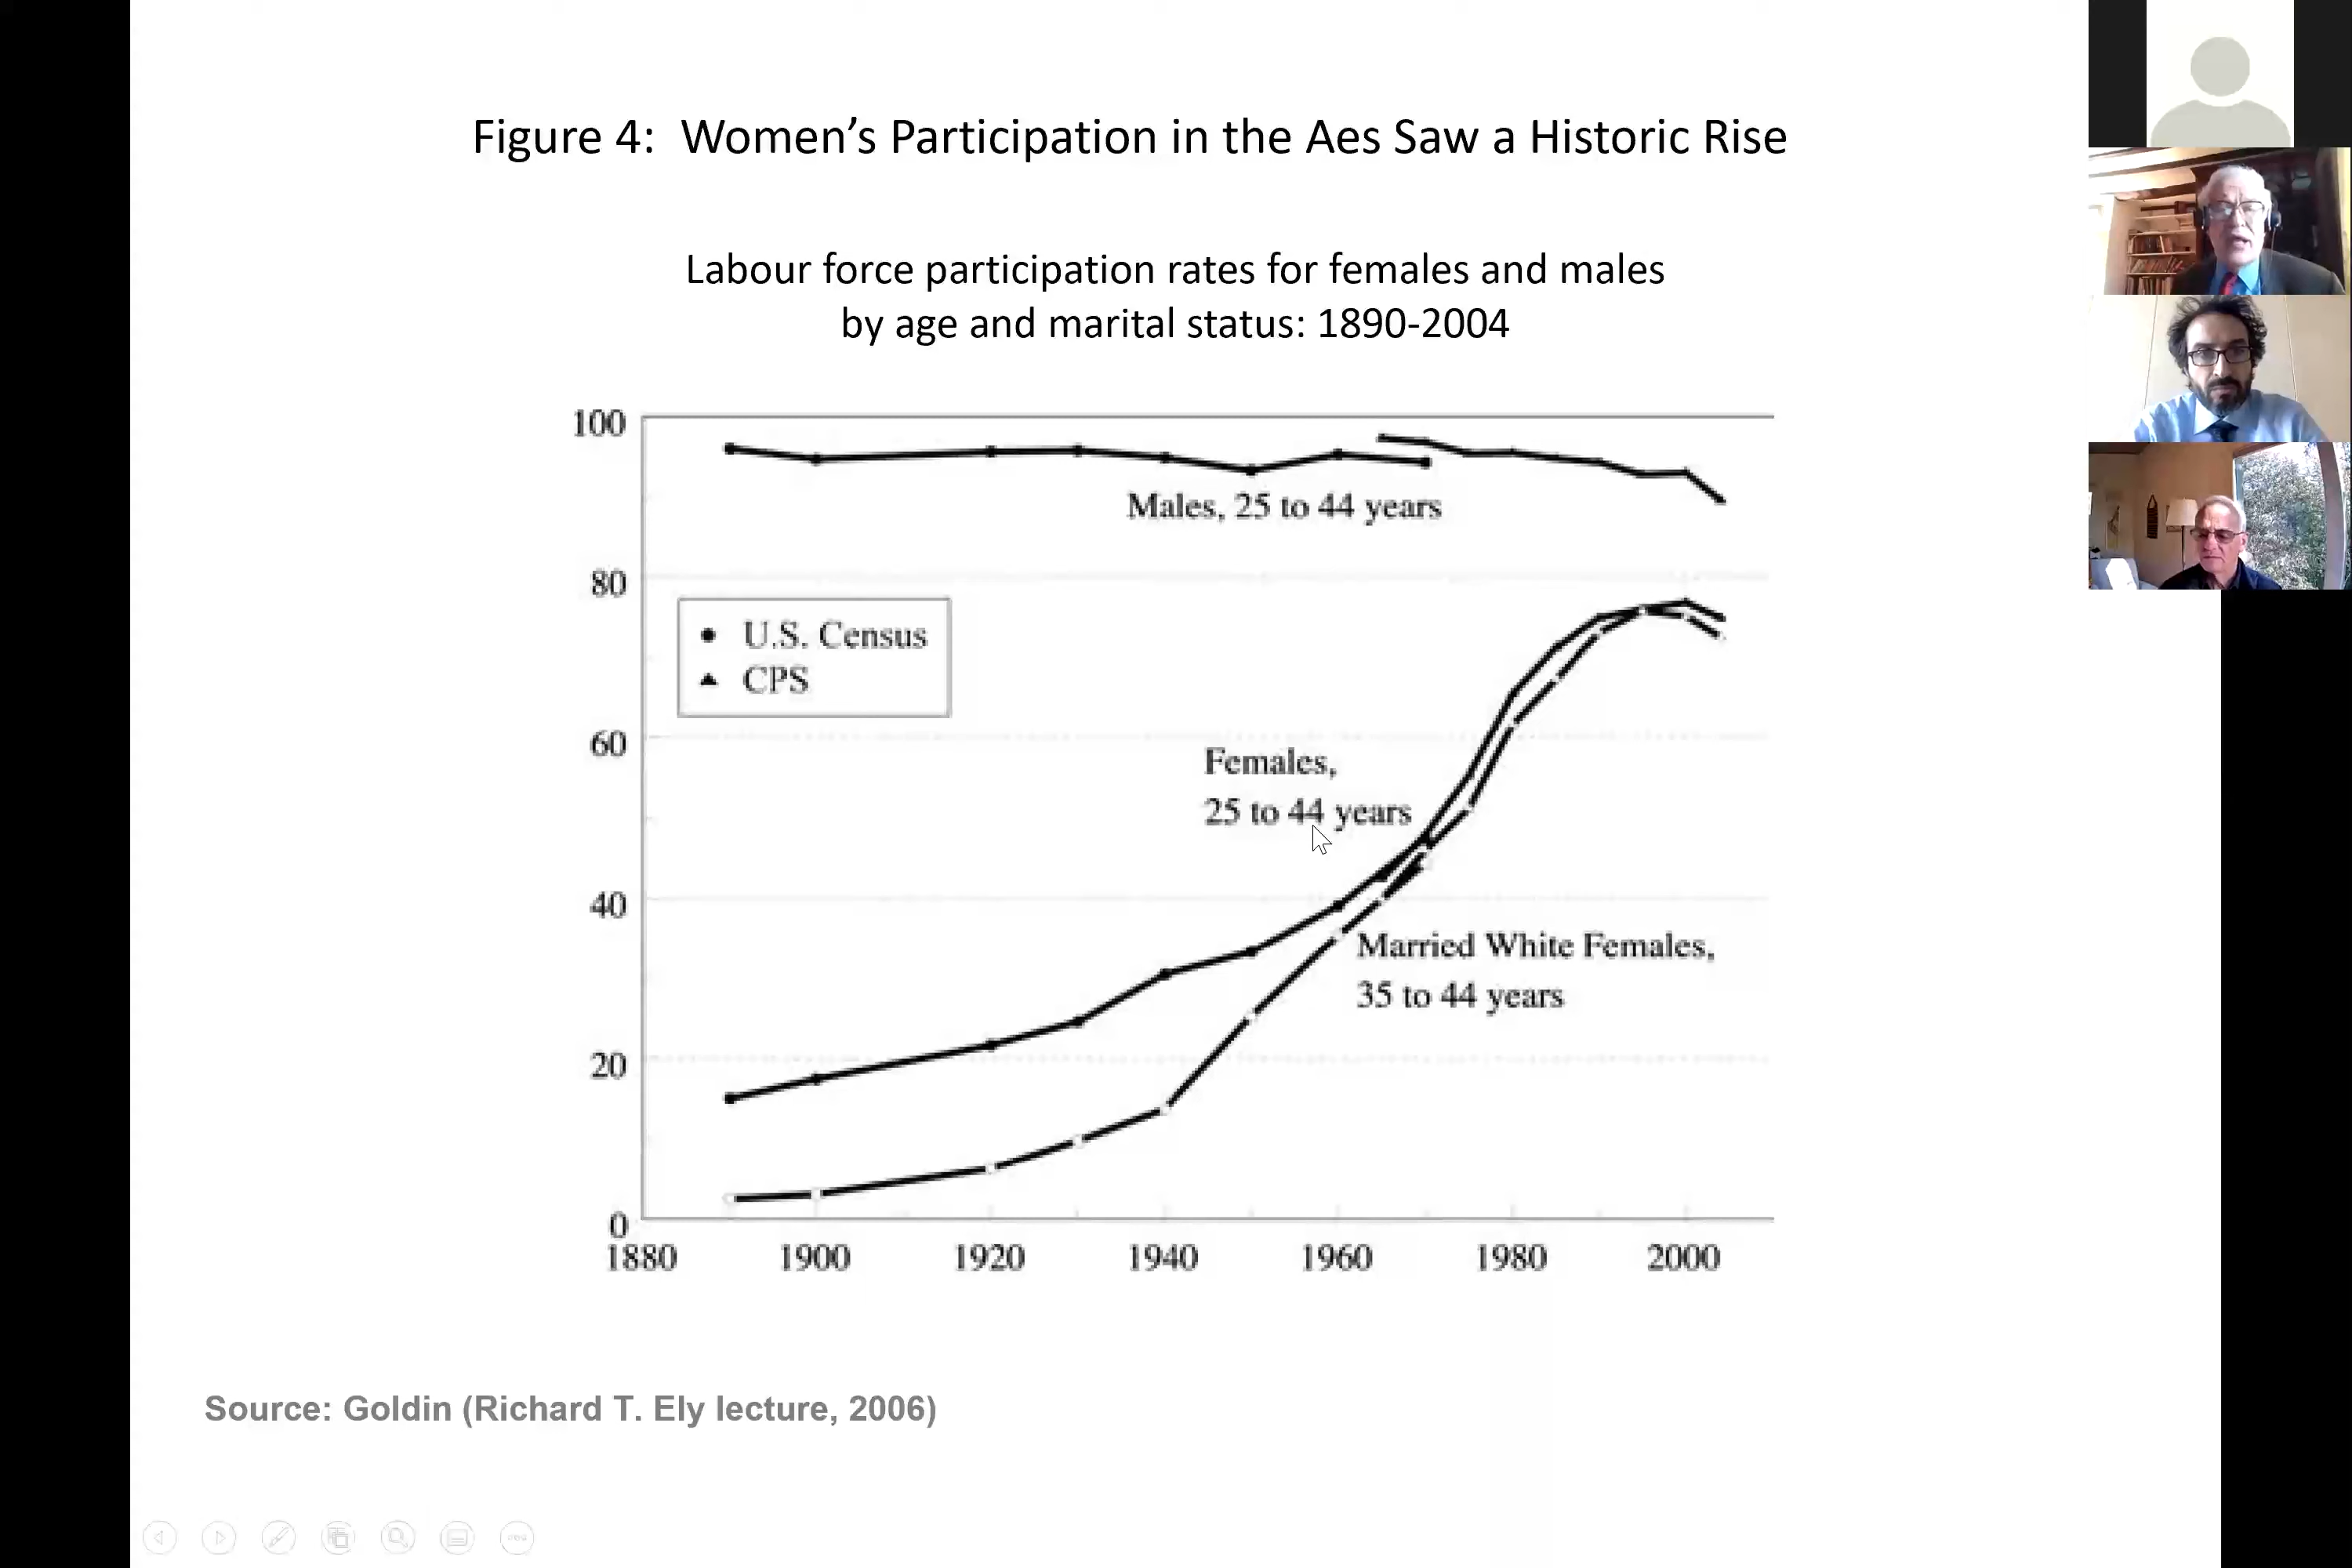 Figure 4:  Women’s Participation in the Aes Saw a Historic Rise
Labour force participation rates for females and males
by age and marital status: 1890-2004
100
80
60
40
20
0
Males, 25 to 44 years
U.S. Census
CPS
Females,
25 to 44 years
Married White Females,
35 to 44 years
1880 1900 1920 1940 1960 1980 2000
Source: Goldin (Richard T. Ely lecture, 2006)